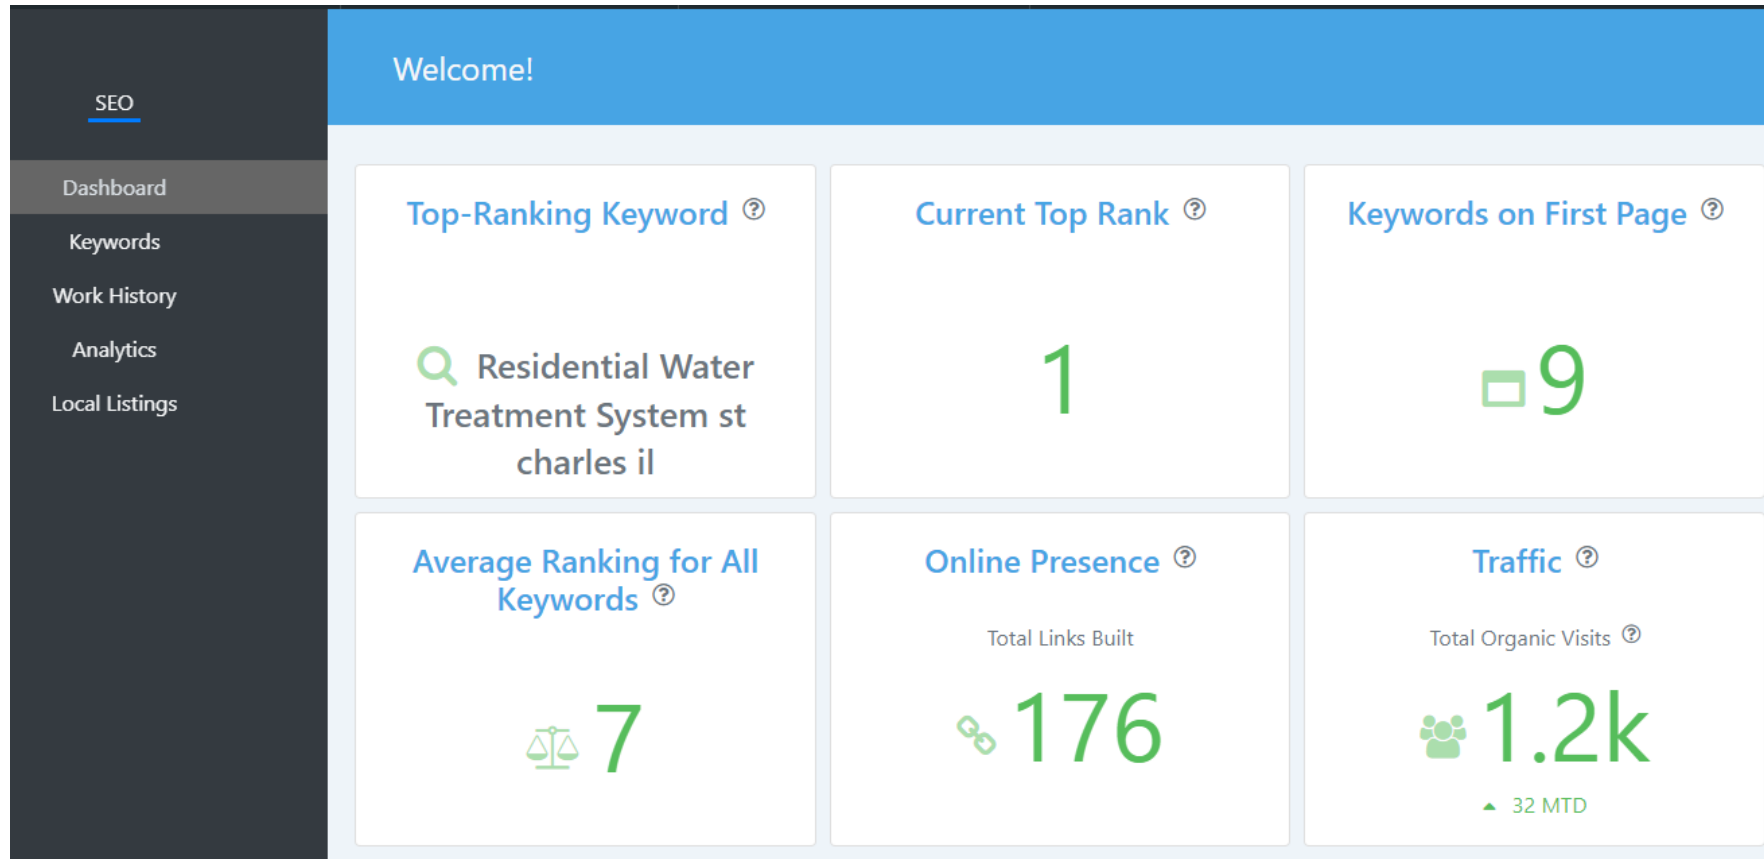 SEO
Dashboard
Keywords
Work History
Analytics
Local Listings
Welcome!
Top-Ranking Keyword ?
Residential Water
Treatment System st
charles il
Current Top Rank ?
1
Keywords on First Page ?
9
Average Ranking for All
Keywords ?
7
Online Presence ?
Total Links Built
176
Traffic ?
Total Organic Visits ?
1.2k
32 MTD